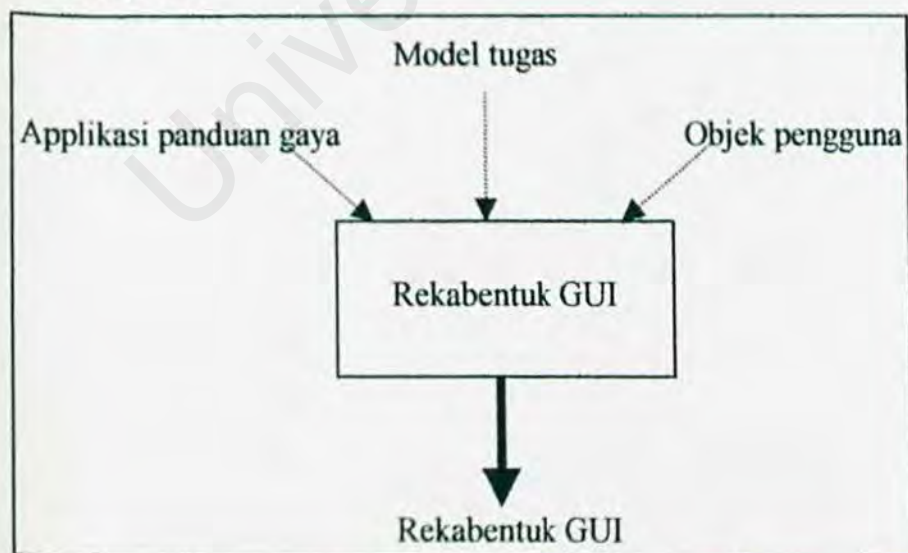 Model tugas
Applikasi panduan gaya
Objek pengguna
Rekabentuk GUI
Rekabentuk GUI